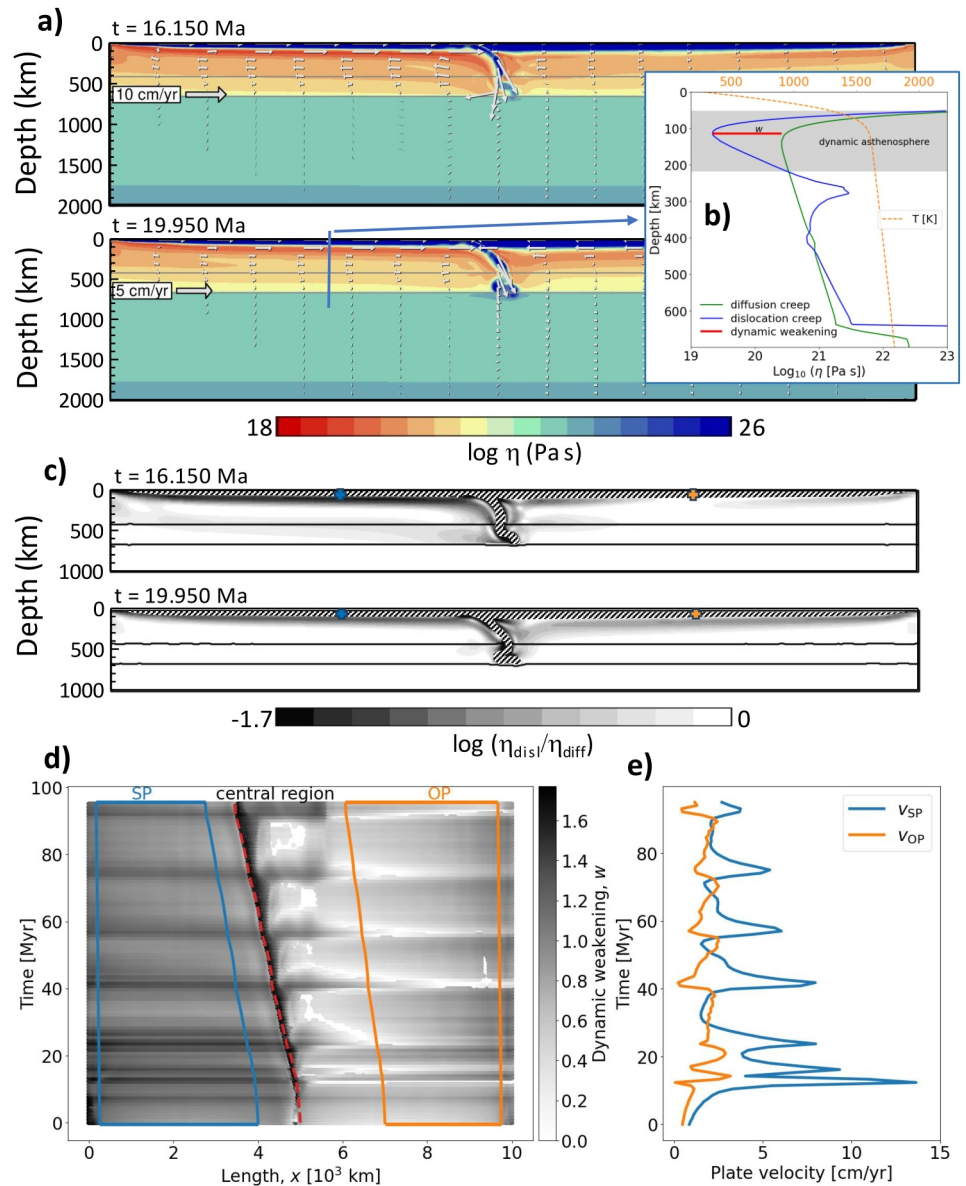 a)
t = 16.150 Ma
0
500
1000
1500
2000
Depth (km)
10 cm/yr
t = 19.950 Ma
0
500
1000
1500
2000
Depth (km)
5 cm/yr
500 1000 1500 2000
0
100
200
300
400
500
600
Depth [km]
w
dynamic asthenosphere
b)
T [K]
diffusion creep
dislocation creep
dynamic weakening
19 20 21 22 23
Log10 (η [Pa s])
18 26
log η (Pa s)
c)
t = 16.150 Ma
0
500
1000
t = 19.950 Ma
0
500
1000
Depth (km)
-1.7 0
log (ηdisl/ηdiff)
d)
SP central region OP
100
80
60
40
20
0
Time [Myr]
0 2 4 6 8 10
Length, x [10³ km]
1.6
1.4
1.2
1.0
0.8
0.6
0.4
0.2
0.0
Dynamic weakening, w
e)
vSP
vOP
80
60
40
20
0
Time [Myr]
0 5 10 15
Plate velocity [cm/yr]